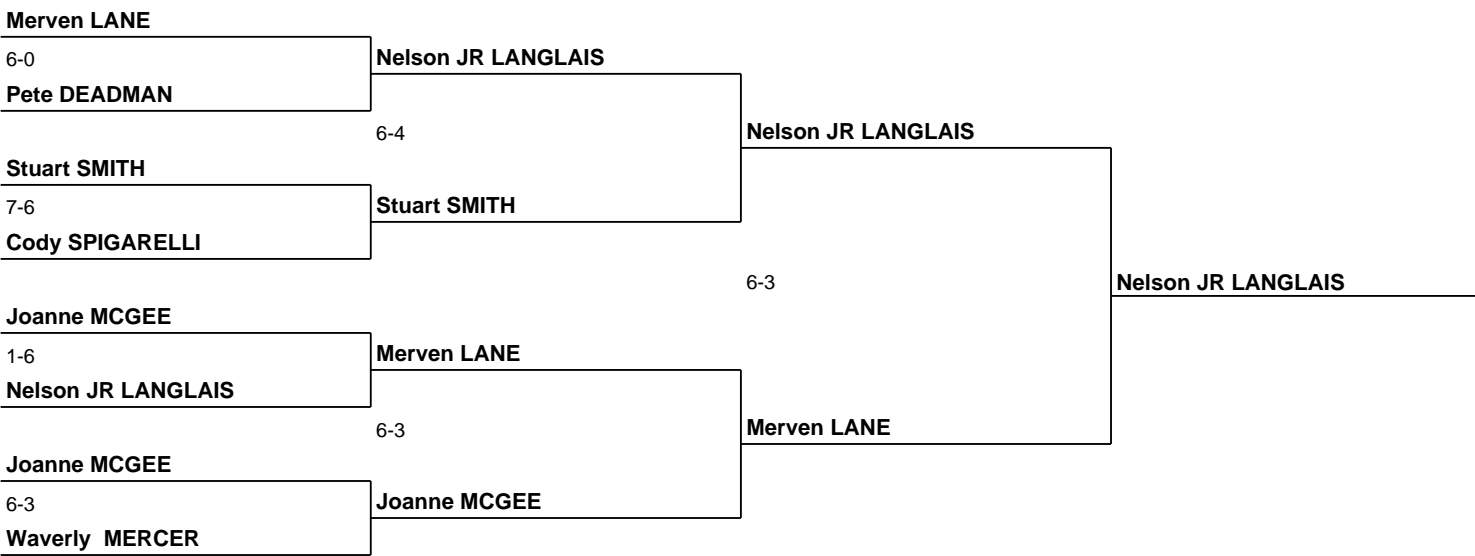 Merven LANE
6-0
Nelson JR LANGLAIS
Pete DEADMAN
6-4
Nelson JR LANGLAIS
Stuart SMITH
7-6
Stuart SMITH
Cody SPIGARELLI
6-3
Nelson JR LANGLAIS
Joanne MCGEE
1-6
Merven LANE
Nelson JR LANGLAIS
6-3
Merven LANE
Joanne MCGEE
6-3
Joanne MCGEE
Waverly  MERCER